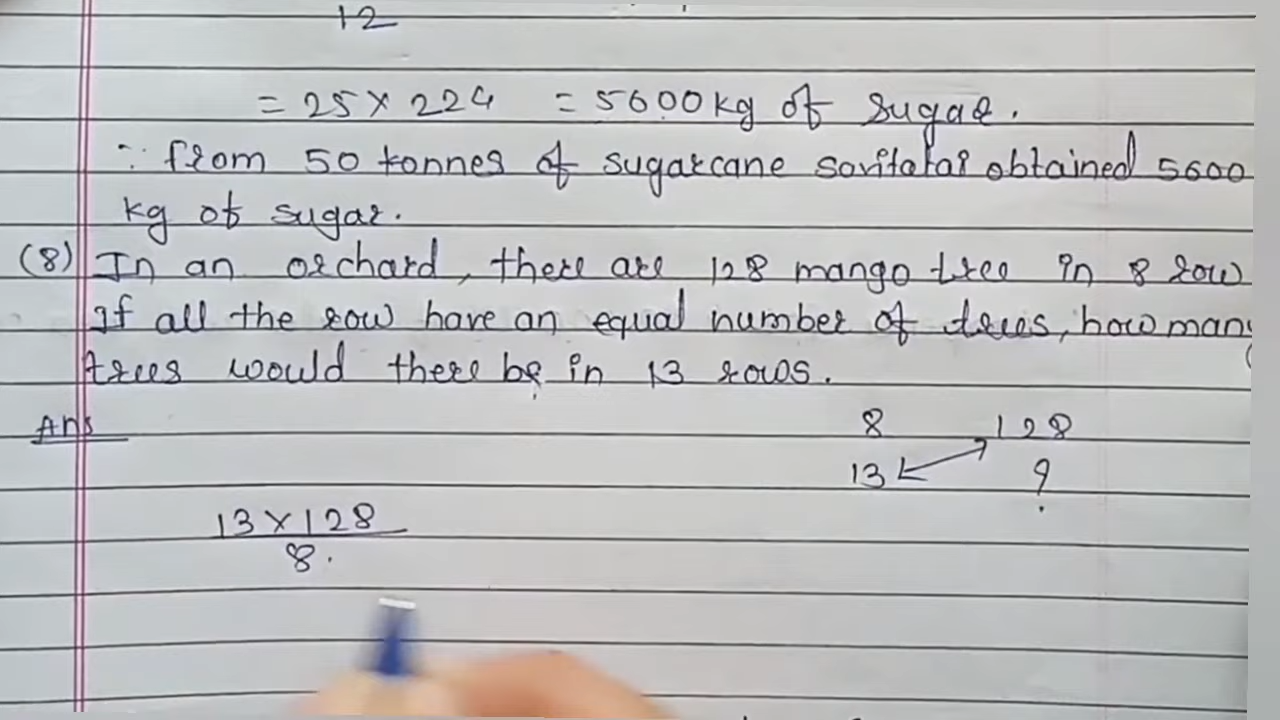 12
= 25 × 224 = 5600 kg of sugar.
∵ from 50 tonnes of sugarcane savitatai obtained 5600
kg of sugar.
(8) In an orchard, there are 128 mango tree in 8 row
If all the row have an equal number of trees, how many
trees would there be in 13 rows.
Ans
8 128
13 ?
13 × 128
8.